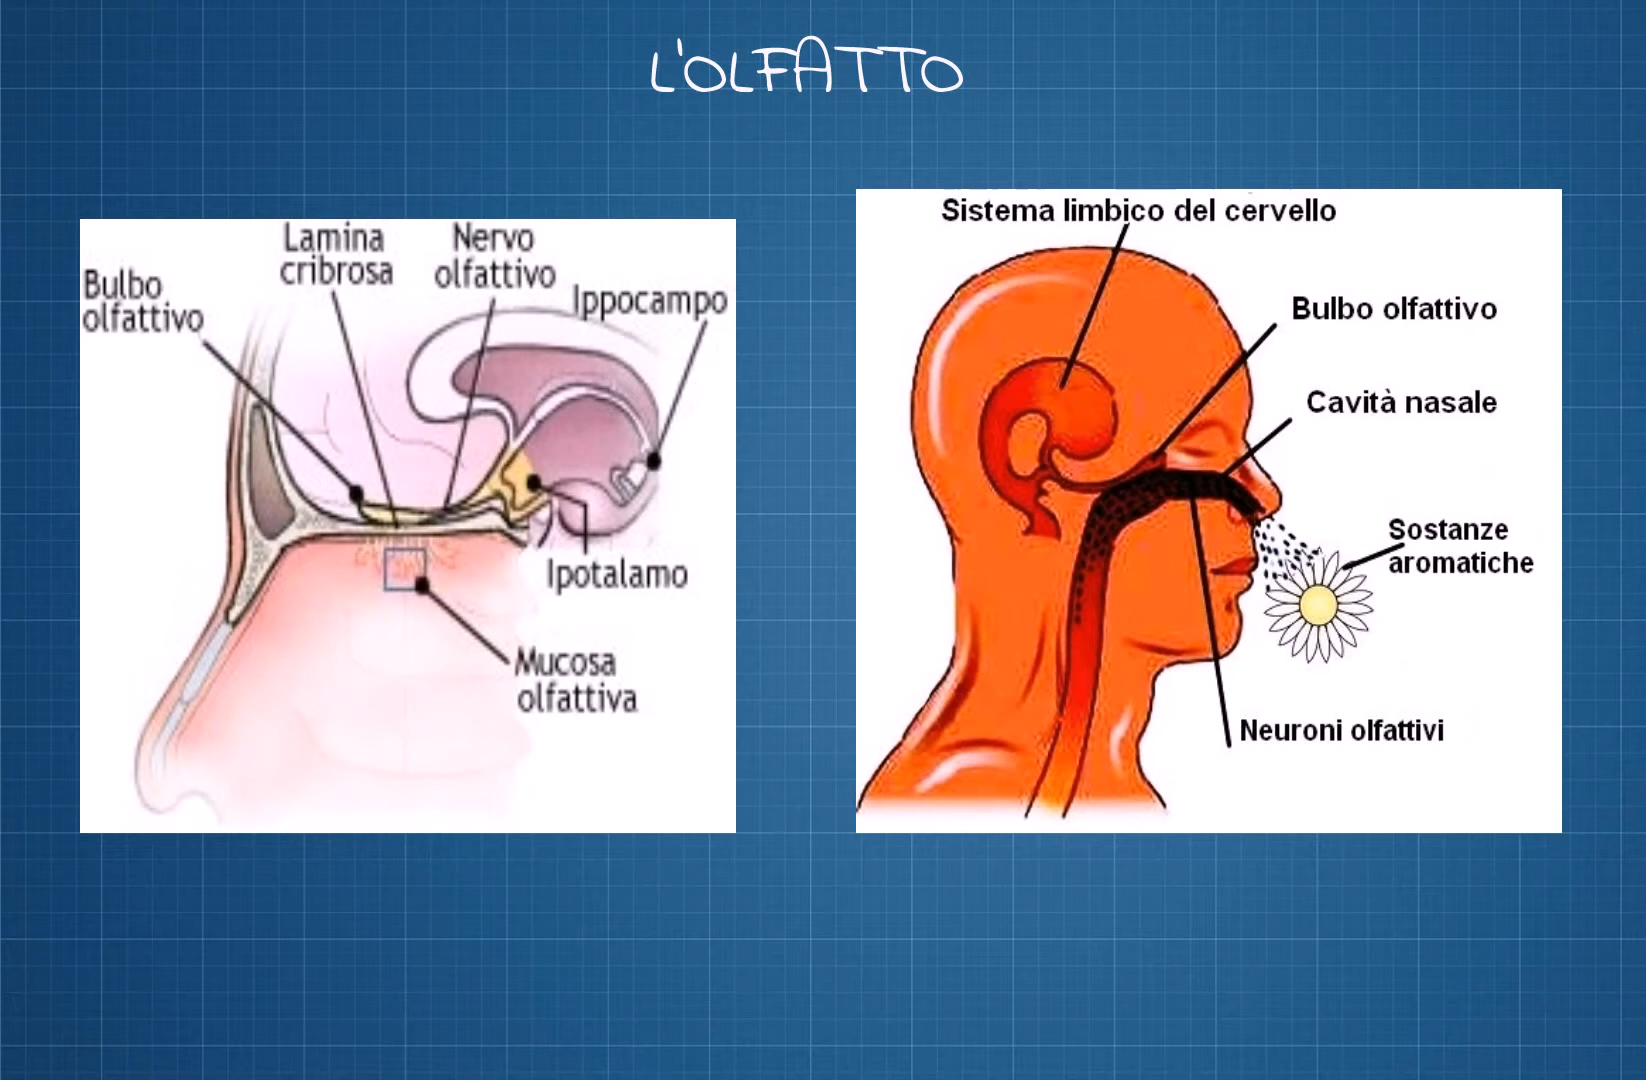 L'OLFATTO
Lamina
cribrosa
Nervo
olfattivo
Bulbo
olfattivo
Ippocampo
Ipotalamo
Mucosa
olfattiva
Sistema limbico del cervello
Bulbo olfattivo
Cavità nasale
Sostanze
aromatiche
Neuroni olfattivi